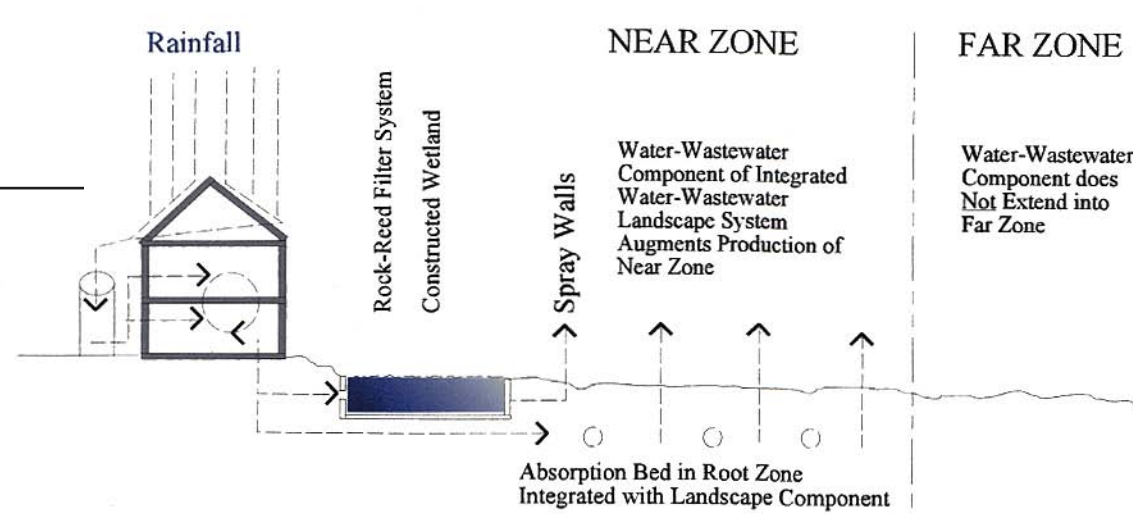 Rainfall
NEAR ZONE
FAR ZONE
Rock-Reed Filter System
Constructed Wetland
Spray Walls
Water-Wastewater
Component of Integrated
Water-Wastewater
Landscape System
Augments Production of
Near Zone
Water-Wastewater
Component does
Not Extend into
Far Zone
Absorption Bed in Root Zone
Integrated with Landscape Component